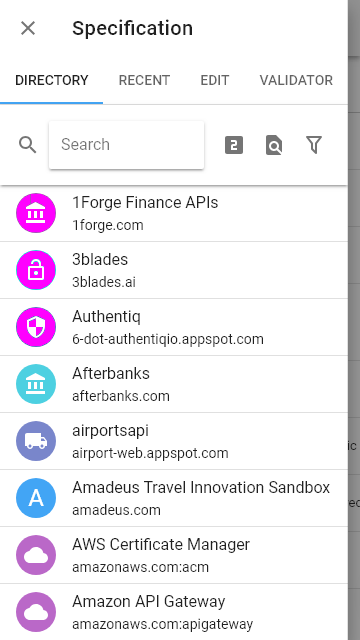 Specification
DIRECTORY
RECENT
EDIT
VALIDATOR
Search
2
1Forge Finance APIs
1forge.com
3blades
3blades.ai
Authentiq
6-dot-authentiqio.appspot.com
Afterbanks
afterbanks.com
airportsapi
airport-web.appspot.com
ic
A
Amadeus Travel Innovation Sandbox
amadeus.com
AWS Certificate Manager
amazonaws.com:acm
Amazon API Gateway
amazonaws.com:apigateway